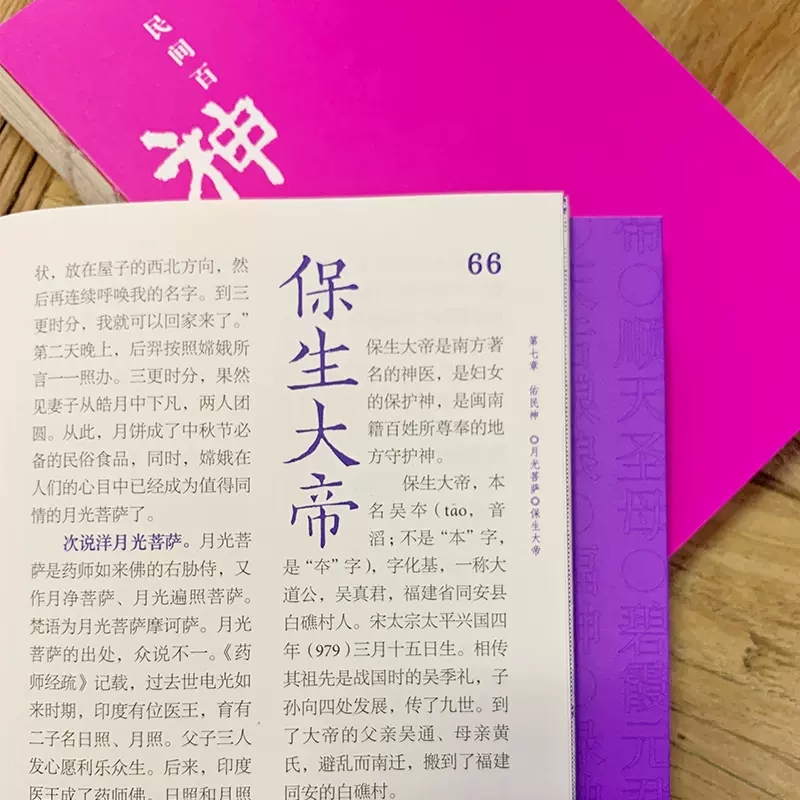 民间百
神
状，放在屋子的西北方向，然
后再连续呼唤我的名字。到三
更时分，我就可以回家来了。”
第二天晚上，后羿按照嫦娥所
言一一照办。三更时分，果然
见妻子从皓月中下凡，两人团
圆。从此，月饼成了中秋节必
备的民俗食品，同时，嫦娥在
人们的心目中已经成为值得同
情的月光菩萨了。
次说洋月光菩萨。月光菩
萨是药师如来佛的右胁侍，又
作月净菩萨、月光遍照菩萨。
梵语为月光菩萨摩诃萨。月光
菩萨的出处，众说不一。《药
师经疏》记载，过去世电光如
来时期，印度有位医王，育有
二子名日照、月照。父子三人
发心愿利乐众生。后来，印度
医王成了药师佛。日照和月照
保生大帝
66
保生大帝是南方著
名的神医，是妇女
的保护神，是闽南
籍百姓所尊奉的地
方守护神。
保生大帝，本
名吴夲（tāo，音
滔；不是“本”字，
是“夲”字），字化基，一称大
道公，吴真君，福建省同安县
白礁村人。宋太宗太平兴国四
年（979）三月十五日生。相传
其祖先是战国时的吴季礼，子
孙向四处发展，传了九世。到
了大帝的父亲吴通、母亲黄
氏，避乱而南迁，搬到了福建
同安的白礁村。
第七章 佑民神 ◎月光菩萨◎保生大帝
帝○顺天圣母○碧霞元君